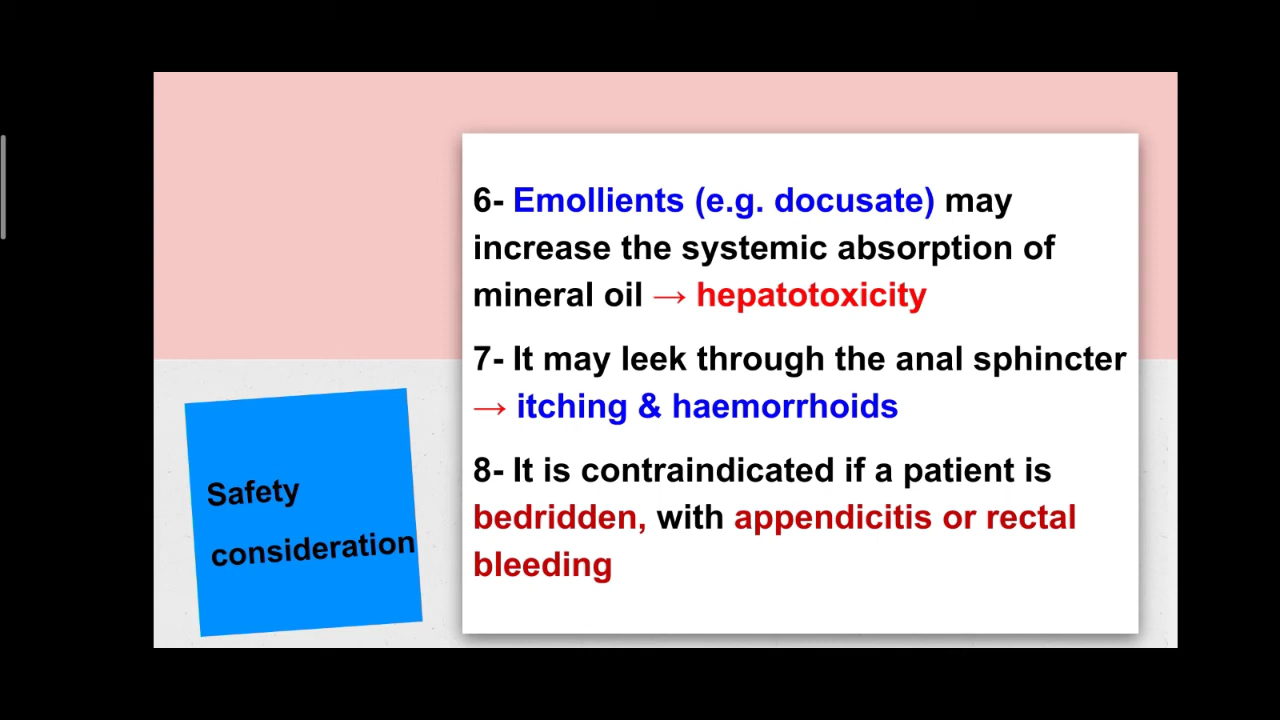 6- Emollients (e.g. docusate) may
increase the systemic absorption of
mineral oil → hepatotoxicity
7- It may leek through the anal sphincter
→ itching & haemorrhoids
8- It is contraindicated if a patient is
bedridden, with appendicitis or rectal
bleeding
Safety
consideration